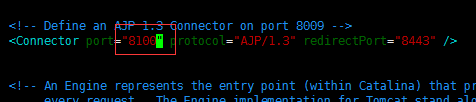 <!-- Define an AJP 1.3 Connector on port 8009 -->
<Connector port="8100" protocol="AJP/1.3" redirectPort="8443" />
<!-- An Engine represents the entry point (within Catalina) that pr
every request. The Engine implementation for Tomcat stand alo